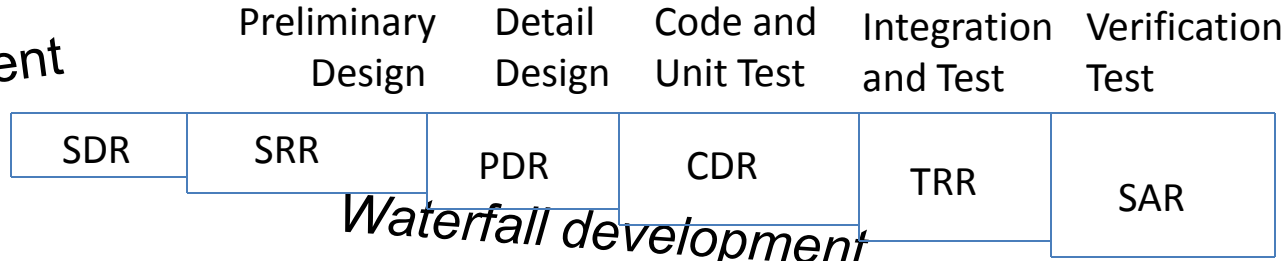 Preliminary
Design
Detail
Design
Code and
Unit Test
Integration
and Test
Verification
Test
SDR
SRR
PDR
CDR
TRR
SAR
Waterfall development